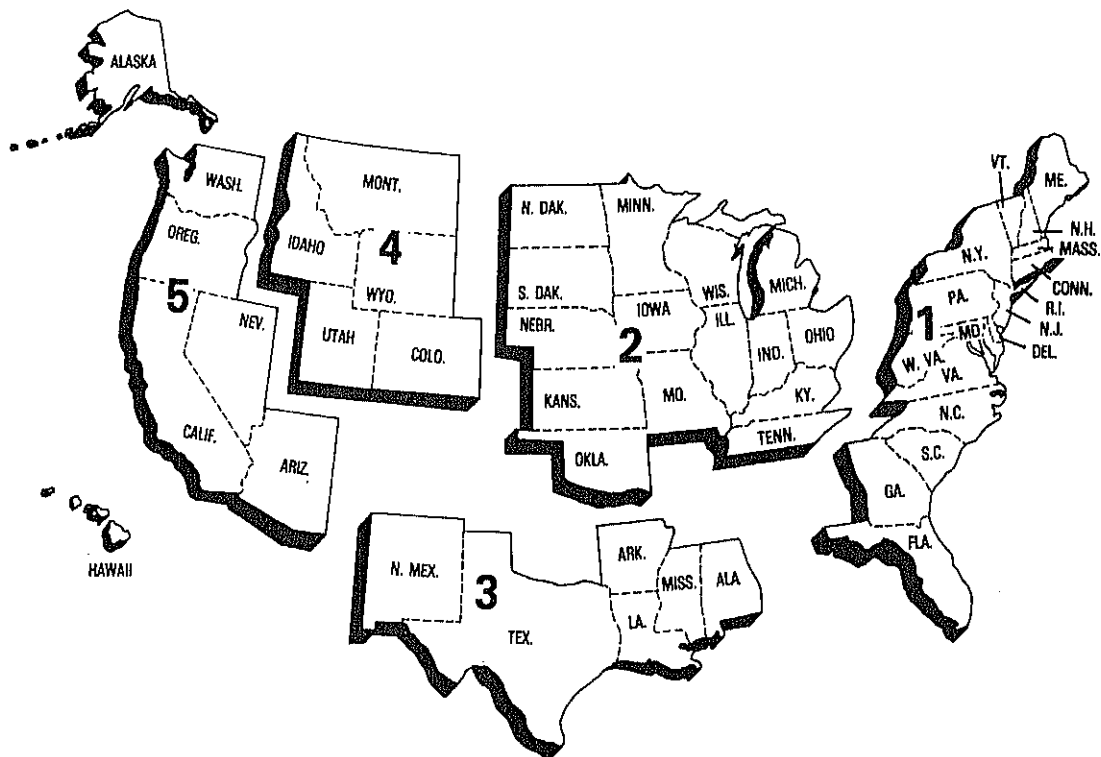 ALASKA
WASH.
OREG.
5
NEV.
CALIF.
ARIZ.
HAWAII
MONT.
IDAHO
4
WYO.
UTAH
COLO.
N. DAK.
MINN.
S. DAK.
WIS.
MICH.
NEBR.
IOWA
ILL.
2
IND.
OHIO
KANS.
MO.
KY.
OKLA.
TENN.
N. MEX.
3
TEX.
ARK.
MISS.
ALA
LA.
VT.
ME.
N.H.
MASS.
N.Y.
CONN.
PA.
R.I.
1
N.J.
MD.
DEL.
W. VA.
VA.
N.C.
S.C.
GA.
FLA.